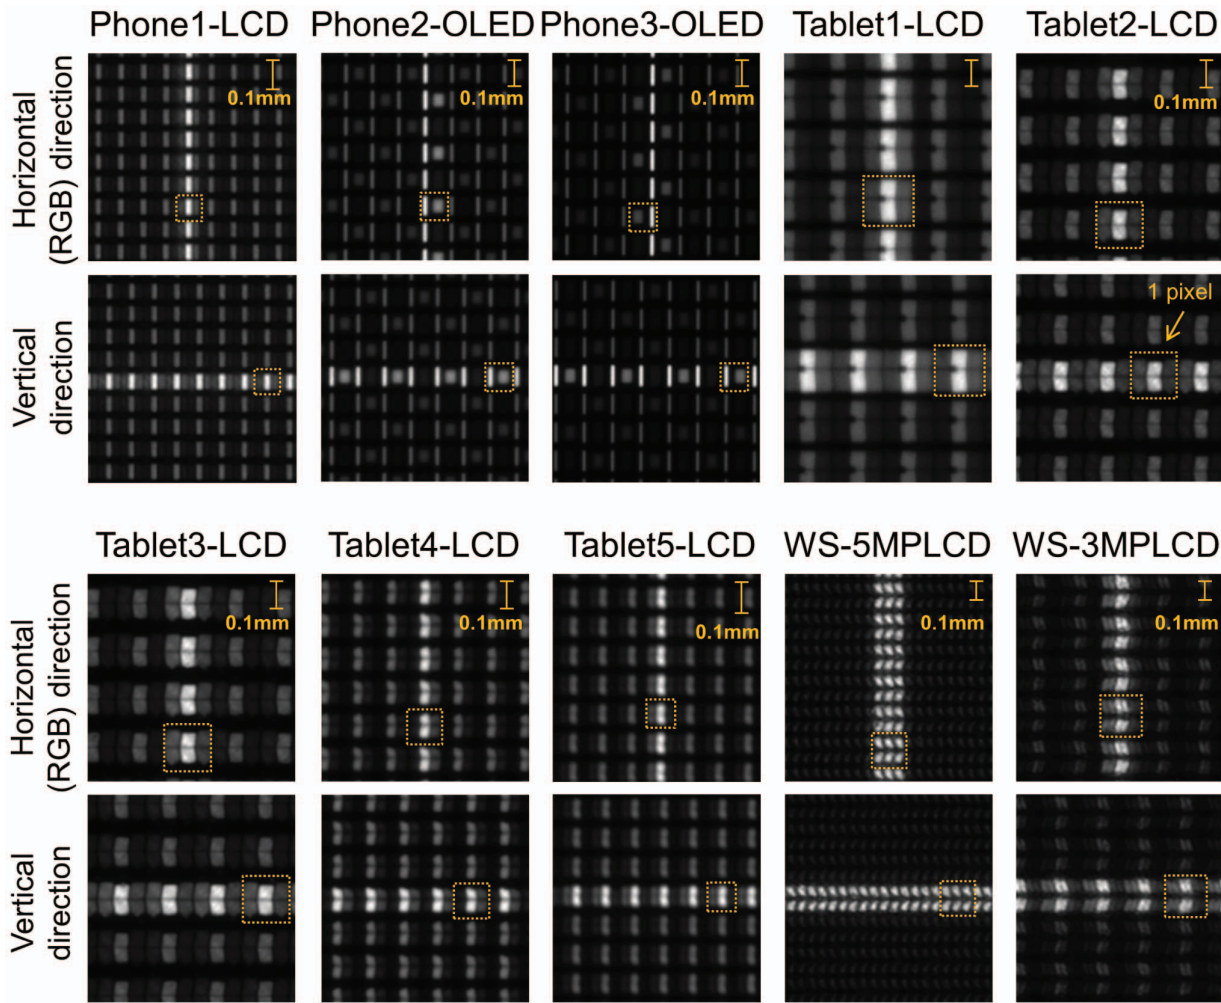 Phone1-LCD Phone2-OLED Phone3-OLED Tablet1-LCD Tablet2-LCD
Horizontal
(RGB) direction
0.1mm 0.1mm 0.1mm 0.1mm 0.1mm
Vertical
direction
1 pixel
Tablet3-LCD Tablet4-LCD Tablet5-LCD WS-5MPLCD WS-3MPLCD
Horizontal
(RGB) direction
0.1mm 0.1mm 0.1mm 0.1mm 0.1mm
Vertical
direction